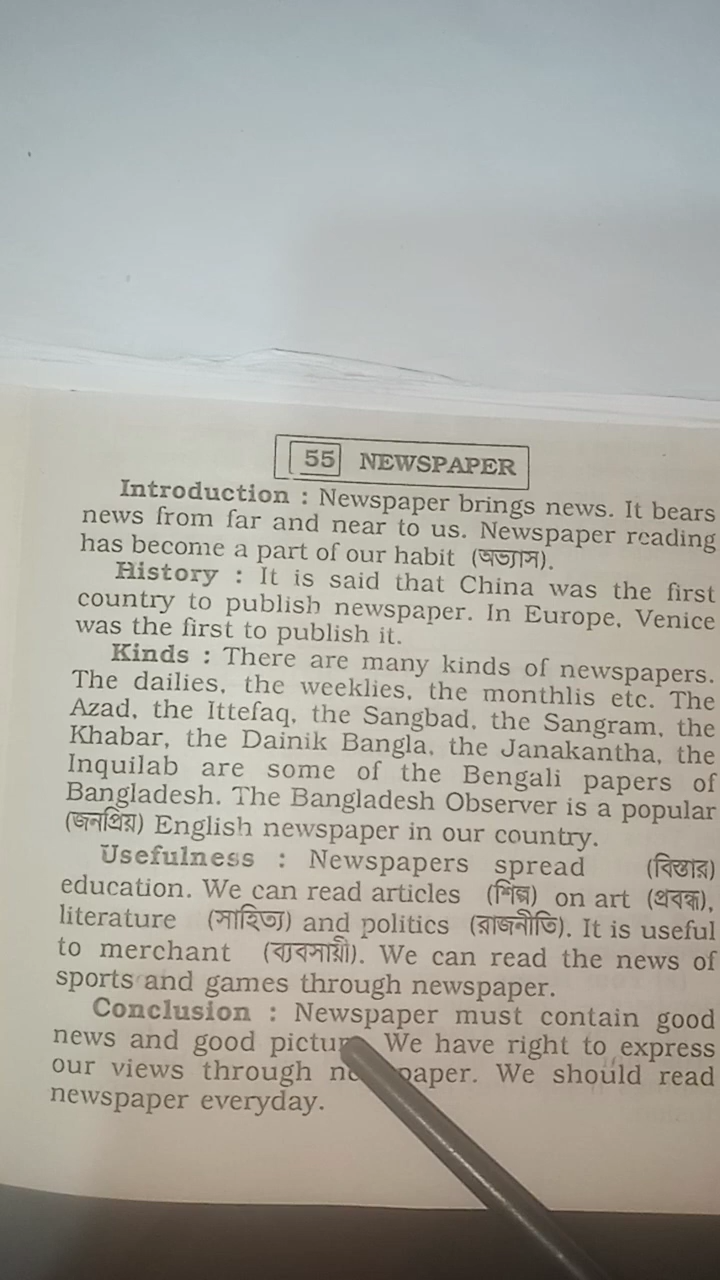 55 NEWSPAPER
Introduction : Newspaper brings news. It bears
news from far and near to us. Newspaper reading
has become a part of our habit (অভ্যাস).
History : It is said that China was the first
country to publish newspaper. In Europe, Venice
was the first to publish it.
Kinds : There are many kinds of newspapers.
The dailies, the weeklies, the monthlis etc. The
Azad, the Ittefaq, the Sangbad, the Sangram, the
Khabar, the Dainik Bangla, the Janakantha, the
Inquilab are some of the Bengali papers of
Bangladesh. The Bangladesh Observer is a popular
(জনপ্রিয়) English newspaper in our country.
Usefulness : Newspapers spread (বিস্তার)
education. We can read articles (শিল্প) on art (প্রবন্ধ),
literature (সাহিত্য) and politics (রাজনীতি). It is useful
to merchant (ব্যবসায়ী). We can read the news of
sports and games through newspaper.
Conclusion : Newspaper must contain good
news and good We have right to express
our views through We should read
newspaper everyday.